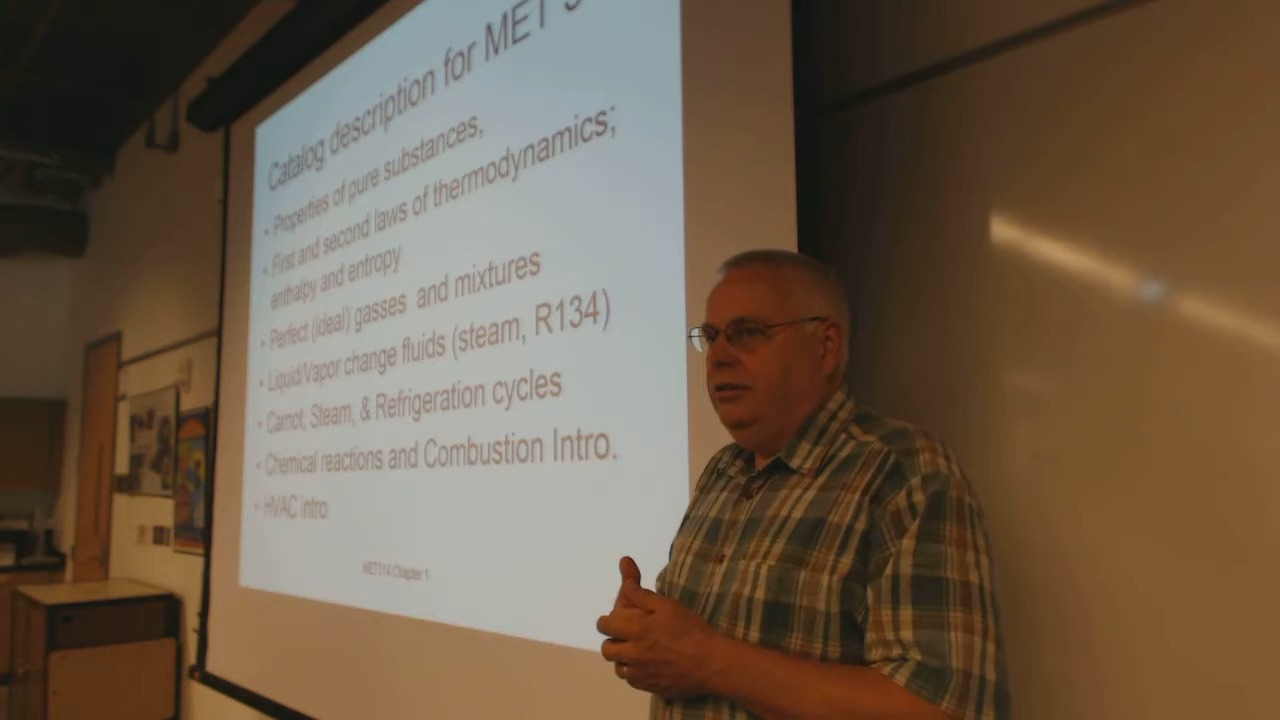 Catalog description for MET 3
• Properties of pure substances,
• First and second laws of thermodynamics;
enthalpy and entropy
• Perfect (ideal) gasses and mixtures
• Liquid/Vapor change fluids (steam, R134)
• Carnot, Steam, & Refrigeration cycles
• Chemical reactions and Combustion Intro.
• HVAC intro
MET314 Chapter 1